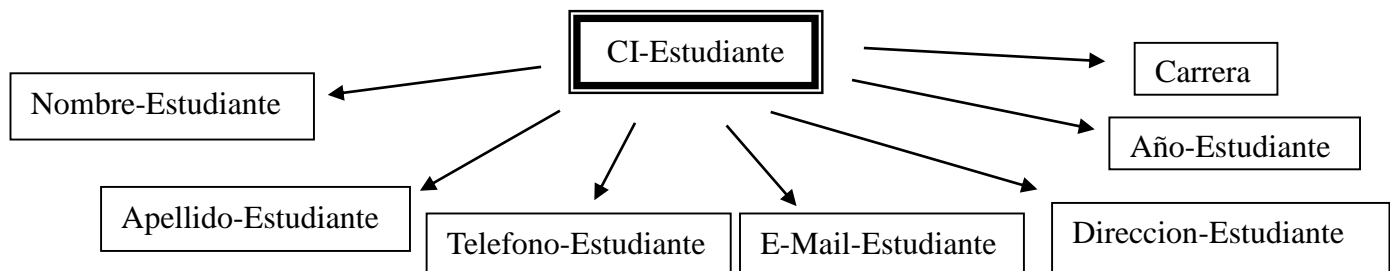 CI-Estudiante
Carrera
Nombre-Estudiante
Año-Estudiante
Apellido-Estudiante
Telefono-Estudiante
E-Mail-Estudiante
Direccion-Estudiante